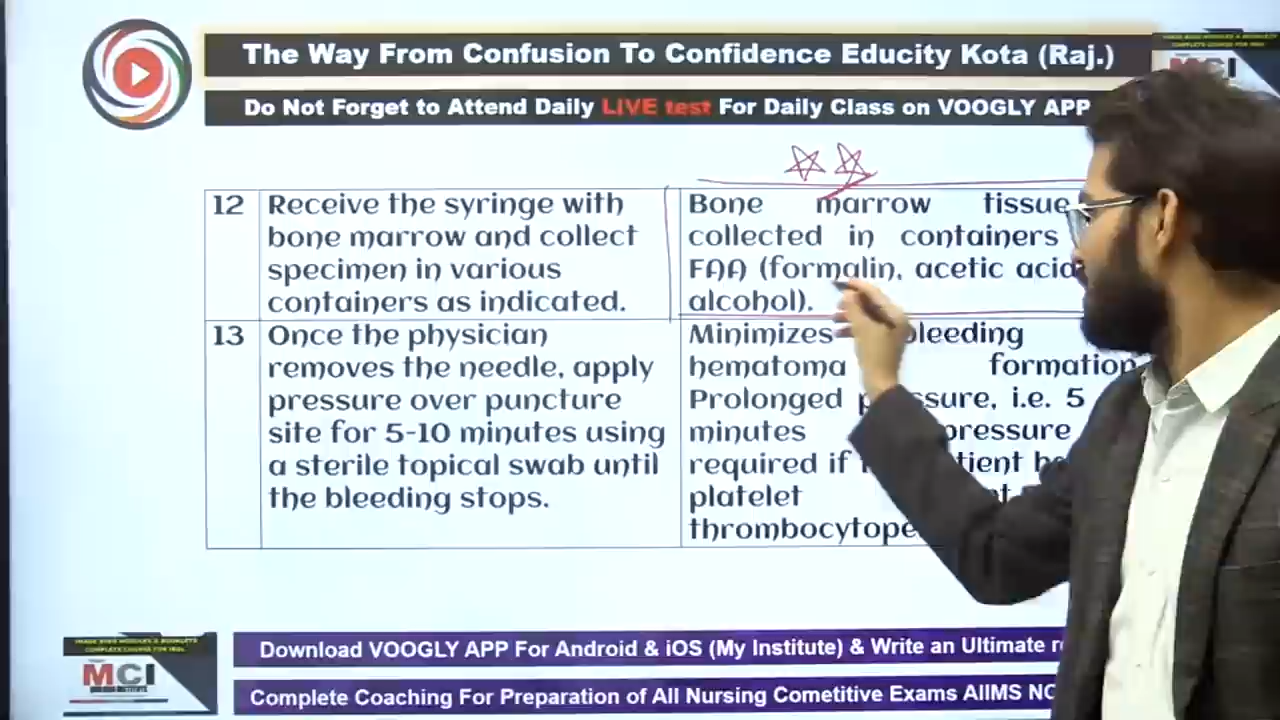 The Way From Confusion To Confidence Educity Kota (Raj.)
Do Not Forget to Attend Daily LIVE test For Daily Class on VOOGLY APP
MCI
12
Receive the syringe with
bone marrow and collect
specimen in various
containers as indicated.
Bone marrow tissue
collected in containers
FAA (formalin, acetic acid
alcohol).
13
Once the physician
removes the needle, apply
pressure over puncture
site for 5-10 minutes using
a sterile topical swab until
the bleeding stops.
Minimizes bleeding
hematoma formation
Prolonged i.e. 5
minutes pressure
required if
platelet
MCI
Download VOOGLY APP For Android & iOS (My Institute) & Write an Ultimate
Complete Coaching For Preparation of All Nursing Cometitive Exams AIIMS